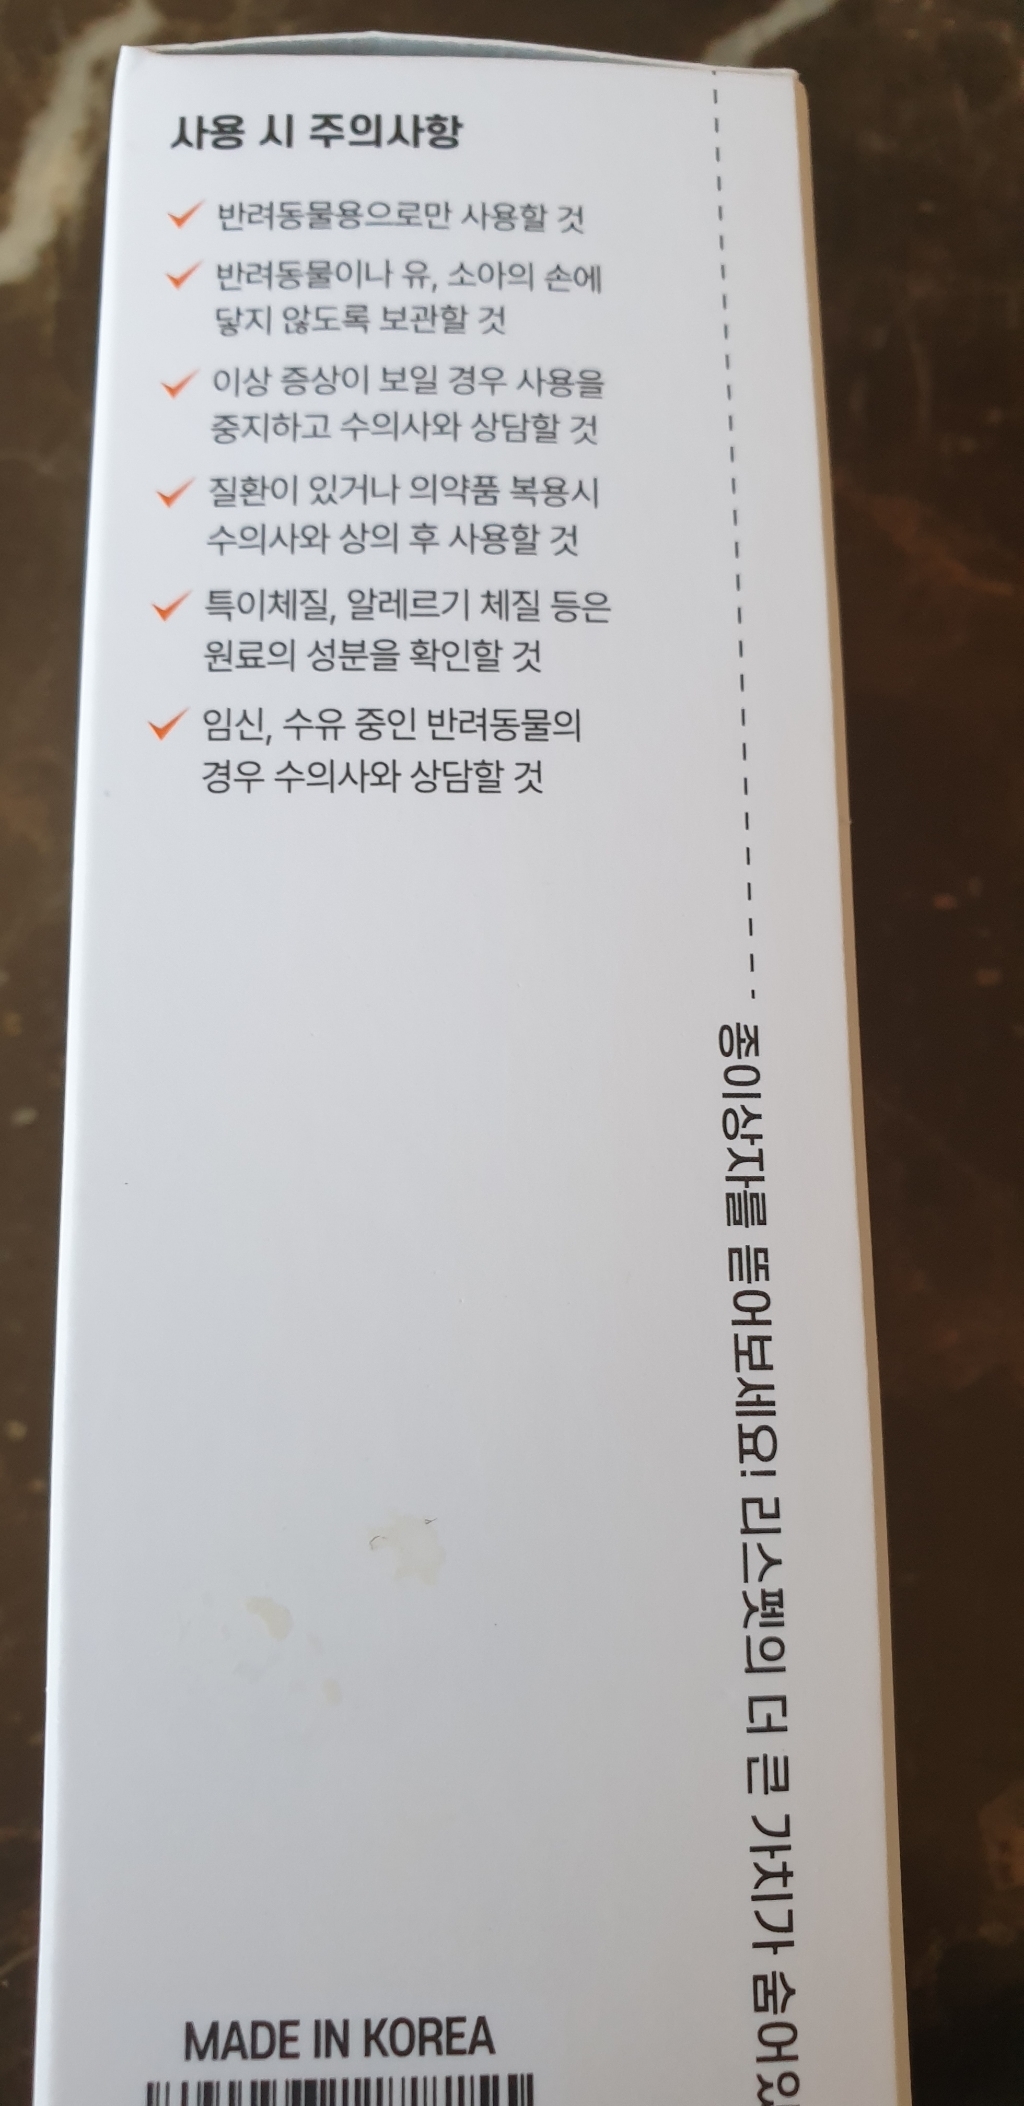 사용 시 주의사항
반려동물용으로만 사용할 것
반려동물이나 유, 소아의 손에
닿지 않도록 보관할 것
이상 증상이 보일 경우 사용을
중지하고 수의사와 상담할 것
질환이 있거나 의약품 복용시
수의사와 상의 후 사용할 것
특이체질, 알레르기 체질 등은
원료의 성분을 확인할 것
임신, 수유 중인 반려동물의
경우 수의사와 상담할 것
종이상자를 뜯어보세요! 리스펫의 더 큰 가치가 숨어있
MADE IN KOREA